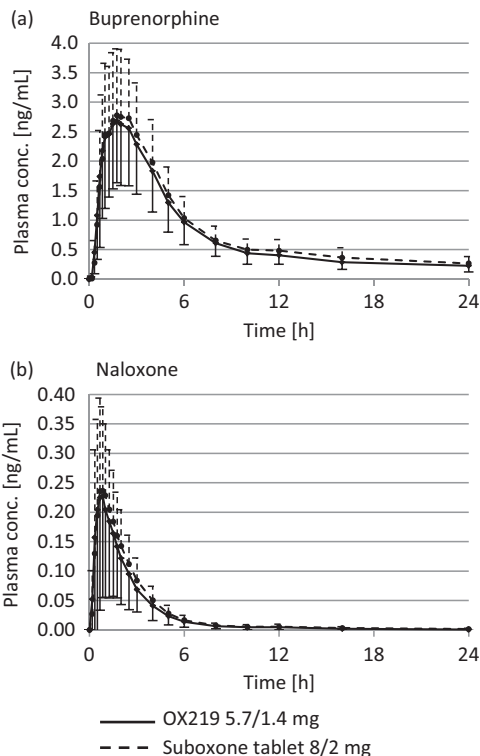 (a) Buprenorphine
Plasma conc. [ng/mL]
4.0
3.5
3.0
2.5
2.0
1.5
1.0
0.5
0.0
0 6 12 18 24
Time [h]
(b) Naloxone
Plasma conc. [ng/mL]
0.40
0.35
0.30
0.25
0.20
0.15
0.10
0.05
0.00
0 6 12 18 24
Time [h]
OX219 5.7/1.4 mg
Suboxone tablet 8/2 mg